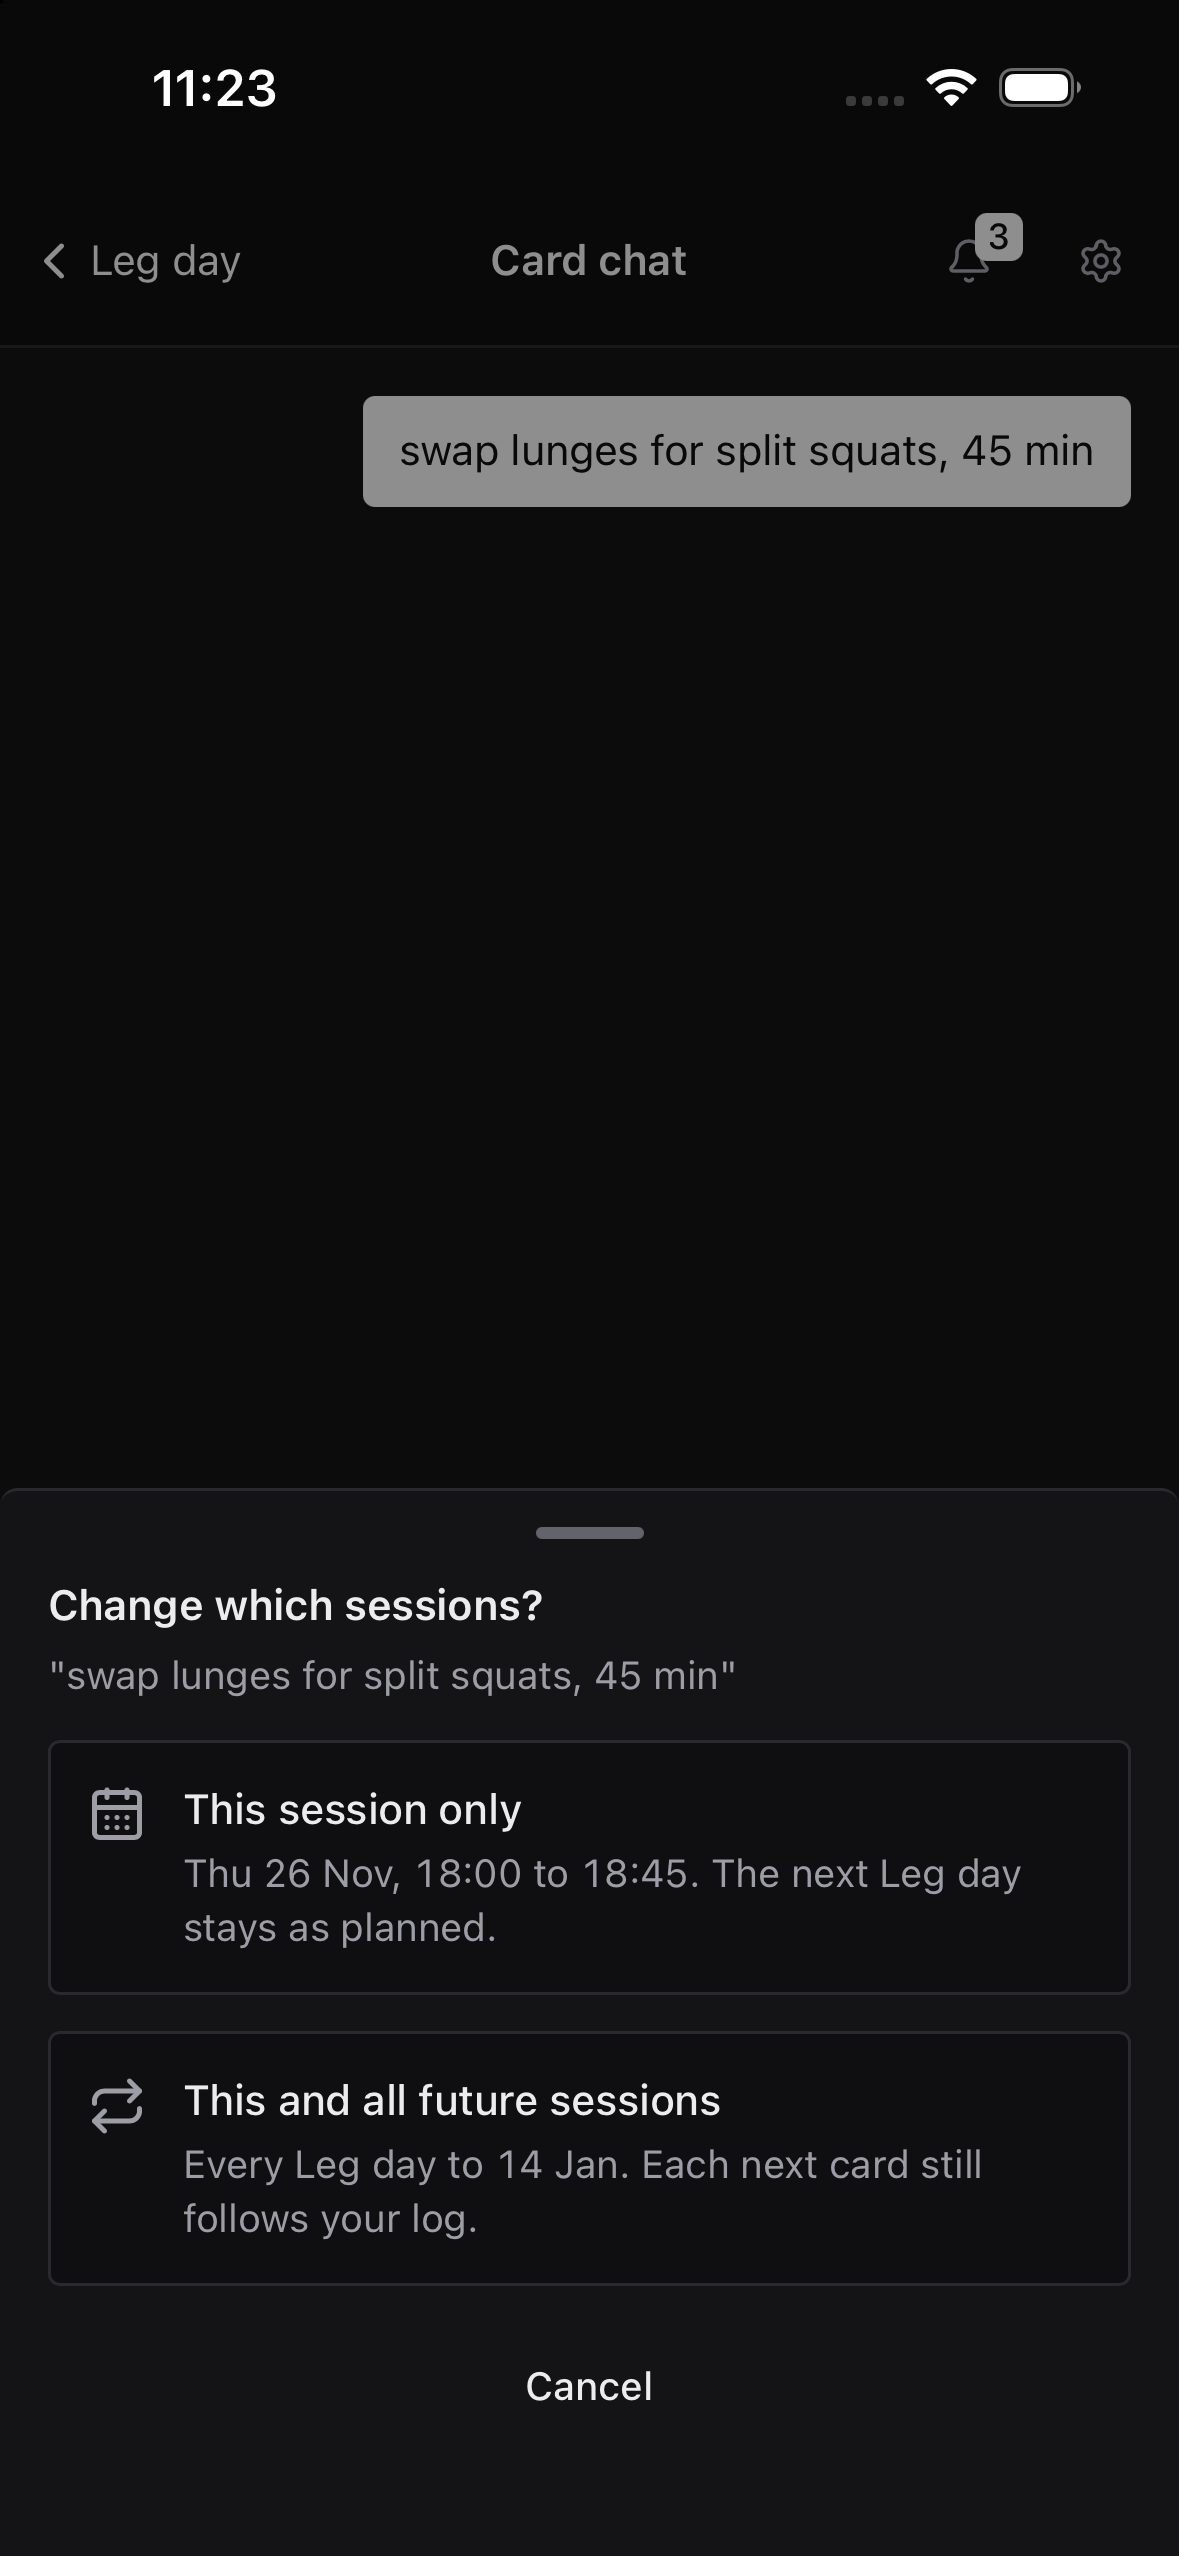 11:23
Leg day
Card chat
3
swap lunges for split squats, 45 min
Change which sessions?
"swap lunges for split squats, 45 min"
This session only
Thu 26 Nov, 18:00 to 18:45. The next Leg day
stays as planned.
This and all future sessions
Every Leg day to 14 Jan. Each next card still
follows your log.
Cancel